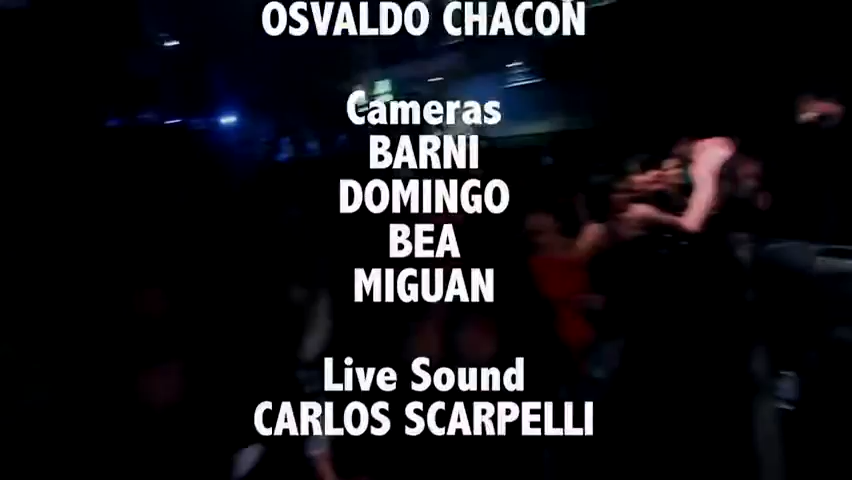 OSVALDO CHACON
Cameras
BARNI
DOMINGO
BEA
MIGUAN
Live Sound
CARLOS SCARPELLI